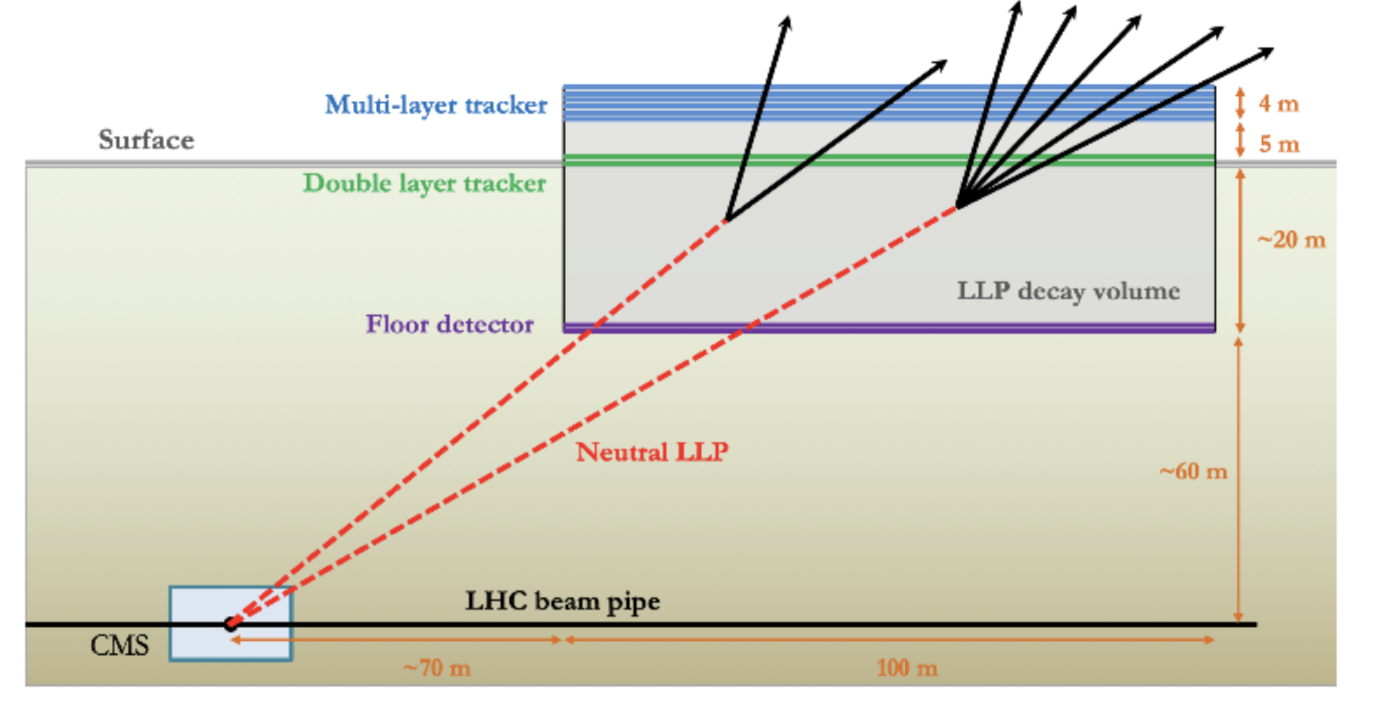 Multi-layer tracker
4 m
Surface
5 m
Double layer tracker
~20 m
LLP decay volume
Floor detector
Neutral LLP
~60 m
LHC beam pipe
CMS
~70 m
100 m